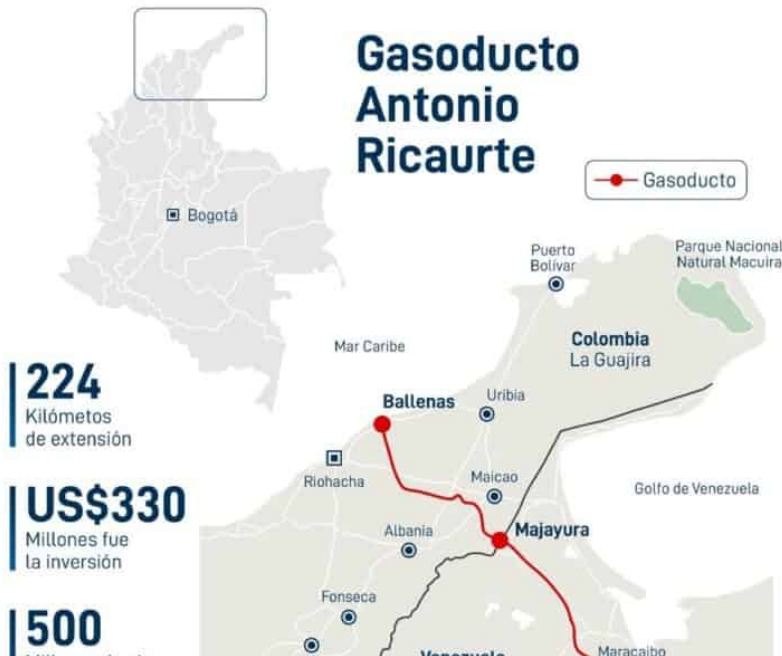 Gasoducto
Antonio
Ricaurte
Gasoducto
Bogotá
Puerto
Bolívar
Parque Nacional
Natural Macuira
Colombia
La Guajira
Mar Caribe
224
Kilómetos
de extensión
Ballenas
Uribia
Riohacha
Maicao
Golfo de Venezuela
US$330
Millones fue
la inversión
Albania
Majayura
Fonseca
500
Venezuela
Maracaibo